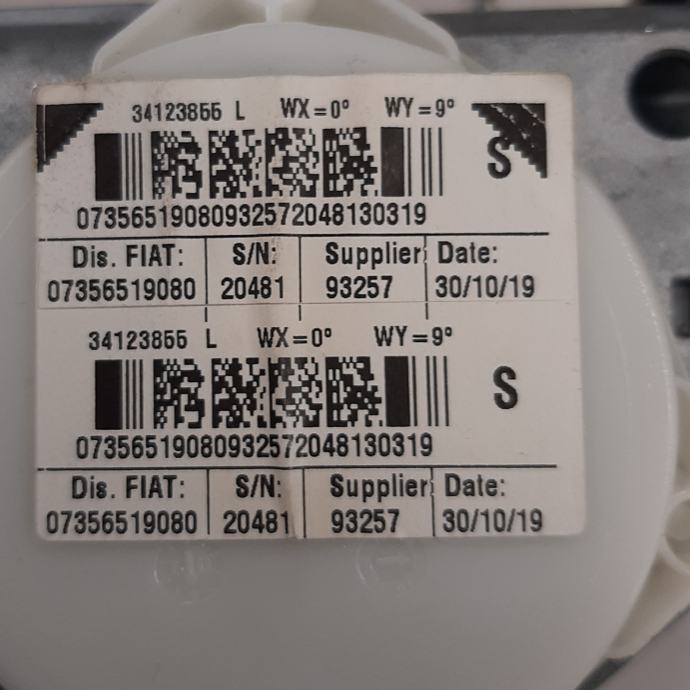 34123855 L WX=0° WY=9°
S
07356519080932572048130319
Dis. FIAT: S/N: Supplier: Date:
07356519080 20481 93257 30/10/19
34123855 L WX=0° WY=9°
S
07356519080932572048130319
Dis. FIAT: S/N: Supplier: Date:
07356519080 20481 93257 30/10/19